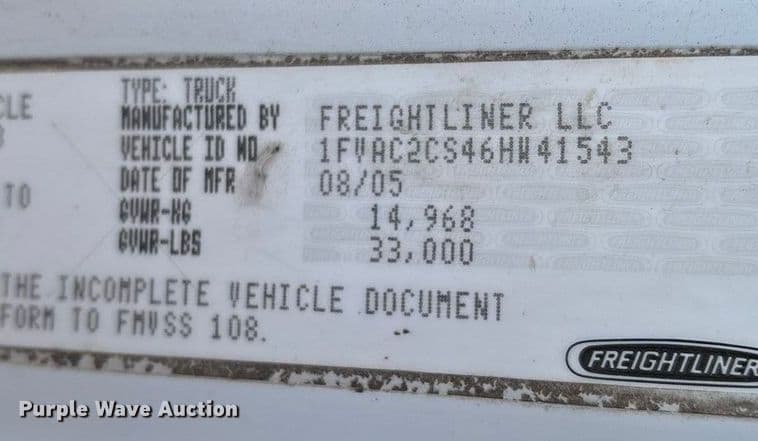 TYPE: TRUCK
MANUFACTURED BY FREIGHTLINER LLC
VEHICLE ID NO 1FVAC2CS46HW41543
DATE OF MFR 08/05
GVWR-KG 14,968
GVWR-LBS 33,000
CLE
TO
THE INCOMPLETE VEHICLE DOCUMENT
FORM TO FMVSS 108.
FREIGHTLINER
Purple Wave Auction